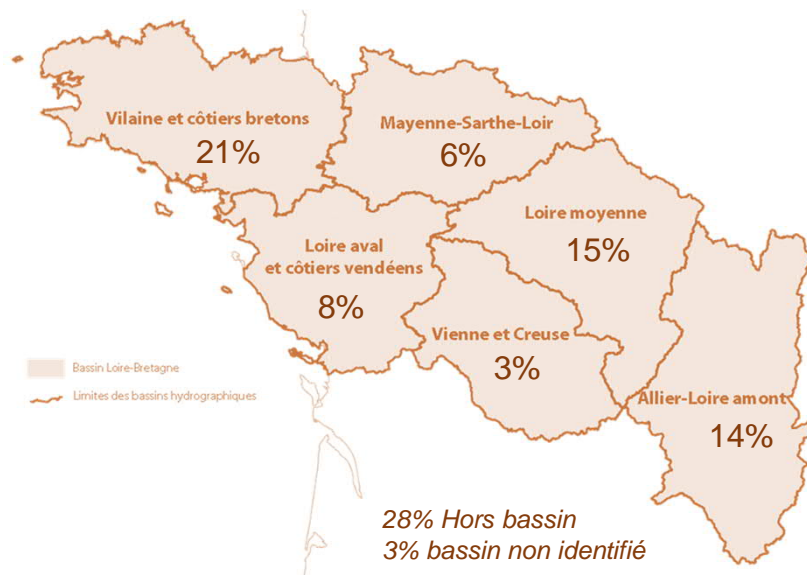 Vilaine et côtiers bretons
21%
Mayenne-Sarthe-Loir
6%
Loire moyenne
15%
Loire aval
et côtiers vendéens
8%
Vienne et Creuse
3%
Allier-Loire amont
14%
Bassin Loire-Bretagne
Limites des bassins hydrographiques
28% Hors bassin
3% bassin non identifié